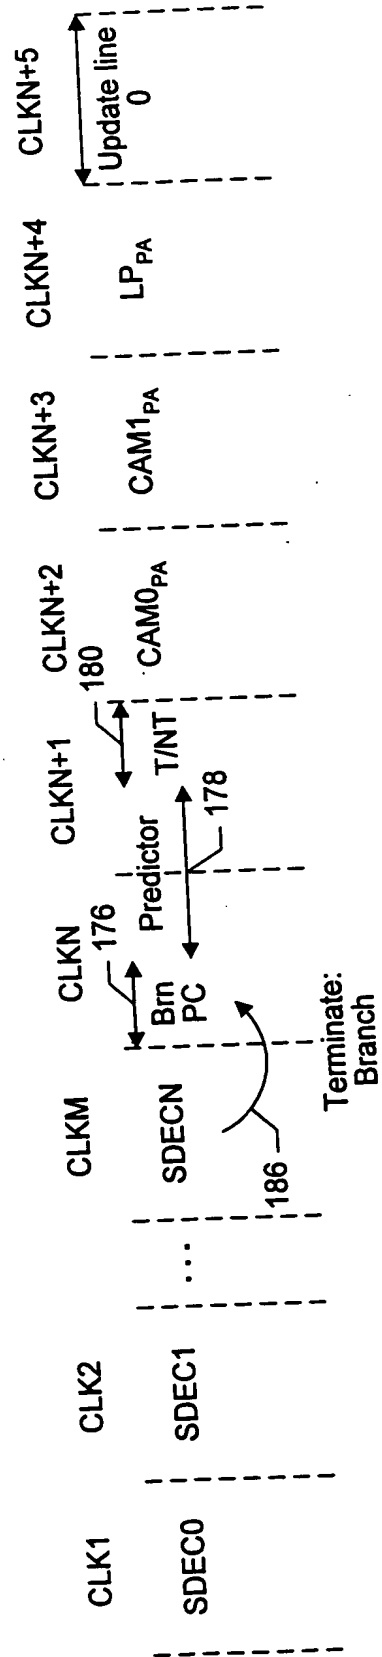 CLK1
CLK2
CLKM
CLKN
CLKN+1
CLKN+2
CLKN+3
CLKN+4
CLKN+5
176
180
SDEC0
SDEC1
...
SDECN
Brn
PC
Predictor
T/NT
CAM0PA
CAM1PA
LPPA
Update line
0
178
186
Terminate:
Branch